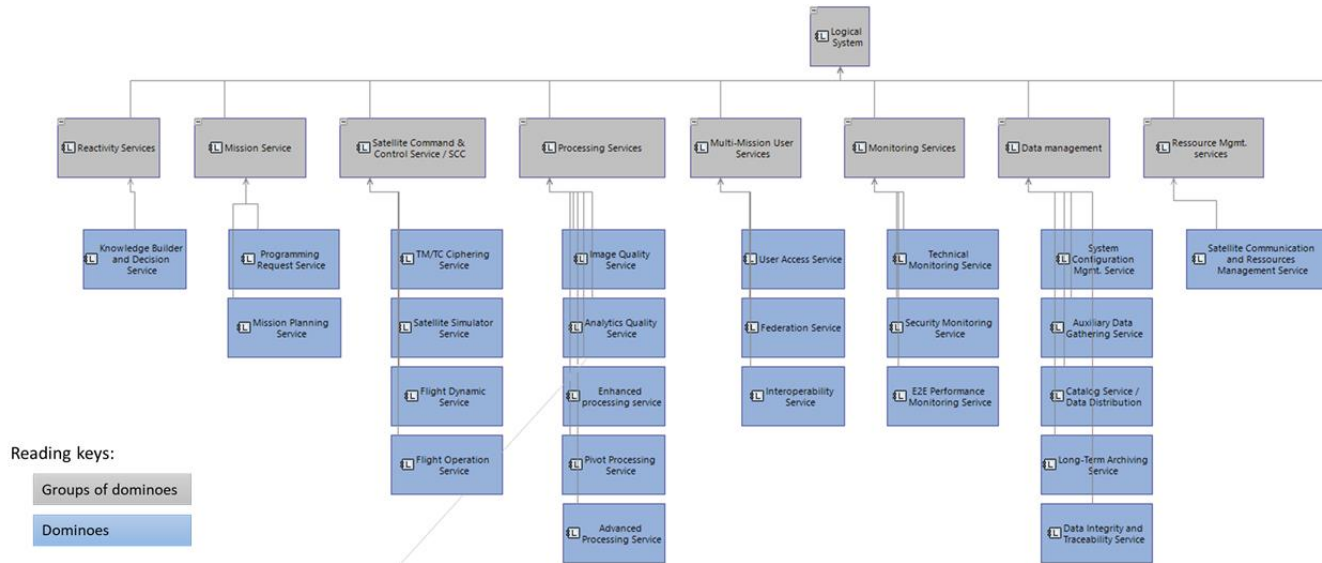 Logical
System
Reactivity Services
Mission Service
Satellite Command &
Control Service / SCC
Processing Services
Multi-Mission User
Services
Monitoring Services
Data management
Ressource Mgmt.
services
Knowledge Builder
and Decision
Service
Programming
Request Service
Mission Planning
Service
TM/TC Ciphering
Service
Satellite Simulator
Service
Flight Dynamic
Service
Flight Operation
Service
Image Quality
Service
Analytics Quality
Service
Enhanced
processing service
Pivot Processing
Service
Advanced
Processing Service
User Access Service
Federation Service
Interoperability
Service
Technical
Monitoring Service
Security Monitoring
Service
E2E Performance
Monitoring Serivce
System
Configuration
Mgmt. Service
Auxiliary Data
Gathering Service
Catalog Service /
Data Distribution
Long-Term Archiving
Service
Data Integrity and
Traceability Service
Satellite Communication
and Ressources
Management Service
Reading keys:
Groups of dominoes
Dominoes